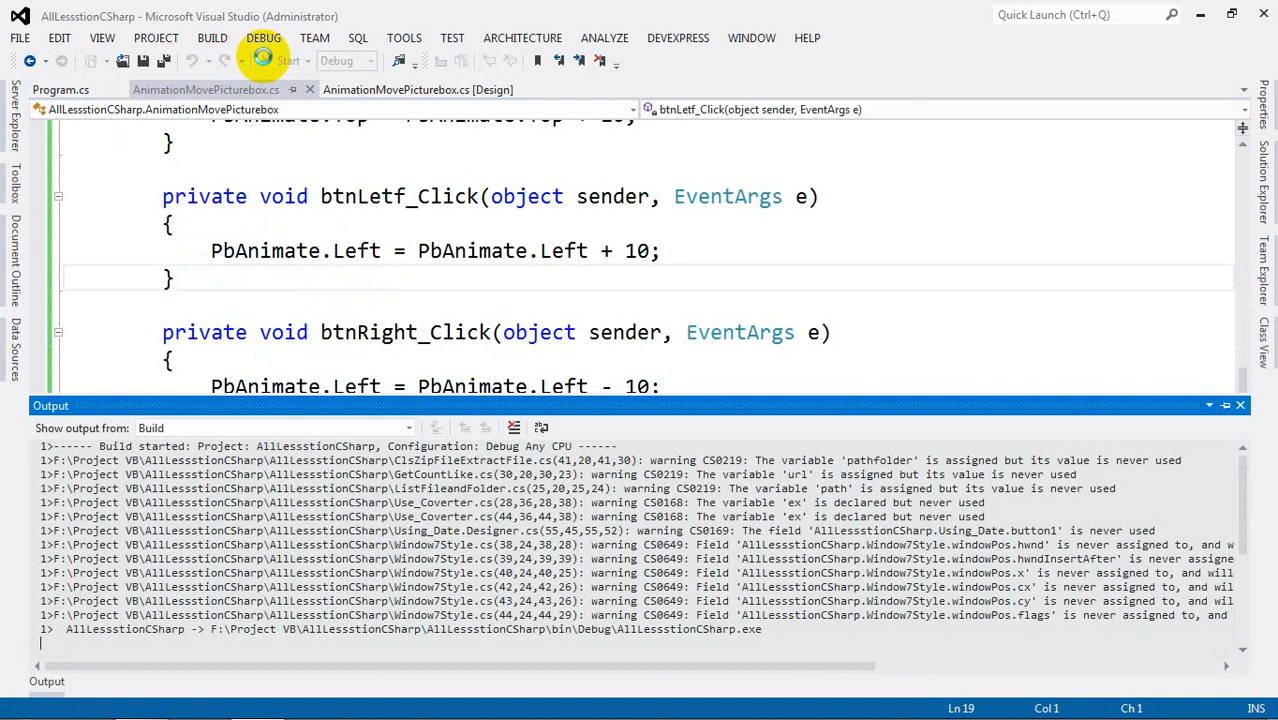 AllLessstionCSharp - Microsoft Visual Studio (Administrator)
Quick Launch (Ctrl+Q)
FILE EDIT VIEW PROJECT BUILD DEBUG TEAM SQL TOOLS TEST ARCHITECTURE ANALYZE DEVEXPRESS WINDOW HELP
Start Debug
Program.cs AnimationMovePicturebox.cs AnimationMovePicturebox.cs [Design]
AllLessstionCSharp.AnimationMovePicturebox btnLetf_Click(object sender, EventArgs e)
Server Explorer
Toolbox
Document Outline
Data Sources
}
private void btnLetf_Click(object sender, EventArgs e)
{
PbAnimate.Left = PbAnimate.Left + 10;
}
private void btnRight_Click(object sender, EventArgs e)
{
PbAnimate.Left = PbAnimate.Left - 10;
Properties
Solution Explorer
Team Explorer
Class View
Output
Show output from: Build
1>------ Build started: Project: AllLessstionCSharp, Configuration: Debug Any CPU ------
1>F:\Project VB\AllLessstionCSharp\AllLessstionCSharp\ClsZipFileExtractFile.cs(41,20,41,30): warning CS0219: The variable 'pathfolder' is assigned but its value is never used
1>F:\Project VB\AllLessstionCSharp\AllLessstionCSharp\GetCountLike.cs(30,20,30,23): warning CS0219: The variable 'url' is assigned but its value is never used
1>F:\Project VB\AllLessstionCSharp\AllLessstionCSharp\ListFileandFolder.cs(25,20,25,24): warning CS0219: The variable 'path' is assigned but its value is never used
1>F:\Project VB\AllLessstionCSharp\AllLessstionCSharp\Use_Coverter.cs(28,36,28,38): warning CS0168: The variable 'ex' is declared but never used
1>F:\Project VB\AllLessstionCSharp\AllLessstionCSharp\Use_Coverter.cs(44,36,44,38): warning CS0168: The variable 'ex' is declared but never used
1>F:\Project VB\AllLessstionCSharp\AllLessstionCSharp\Using_Date.Designer.cs(55,45,55,52): warning CS0169: The field 'AllLessstionCSharp.Using_Date.button1' is never used
1>F:\Project VB\AllLessstionCSharp\AllLessstionCSharp\Window7Style.cs(38,24,38,28): warning CS0649: Field 'AllLessstionCSharp.Window7Style.windowPos.hwnd' is never assigned to, and wi
1>F:\Project VB\AllLessstionCSharp\AllLessstionCSharp\Window7Style.cs(39,24,39,39): warning CS0649: Field 'AllLessstionCSharp.Window7Style.windowPos.hwndInsertAfter' is never assigne
1>F:\Project VB\AllLessstionCSharp\AllLessstionCSharp\Window7Style.cs(40,24,40,25): warning CS0649: Field 'AllLessstionCSharp.Window7Style.windowPos.x' is never assigned to, and will
1>F:\Project VB\AllLessstionCSharp\AllLessstionCSharp\Window7Style.cs(42,24,42,26): warning CS0649: Field 'AllLessstionCSharp.Window7Style.windowPos.cx' is never assigned to, and wil
1>F:\Project VB\AllLessstionCSharp\AllLessstionCSharp\Window7Style.cs(43,24,43,26): warning CS0649: Field 'AllLessstionCSharp.Window7Style.windowPos.cy' is never assigned to, and wil
1>F:\Project VB\AllLessstionCSharp\AllLessstionCSharp\Window7Style.cs(44,24,44,29): warning CS0649: Field 'AllLessstionCSharp.Window7Style.windowPos.flags' is never assigned to, and
1> AllLessstionCSharp -> F:\Project VB\AllLessstionCSharp\AllLessstionCSharp\bin\Debug\AllLessstionCSharp.exe
Output
Ln 19 Col 1 Ch 1 INS